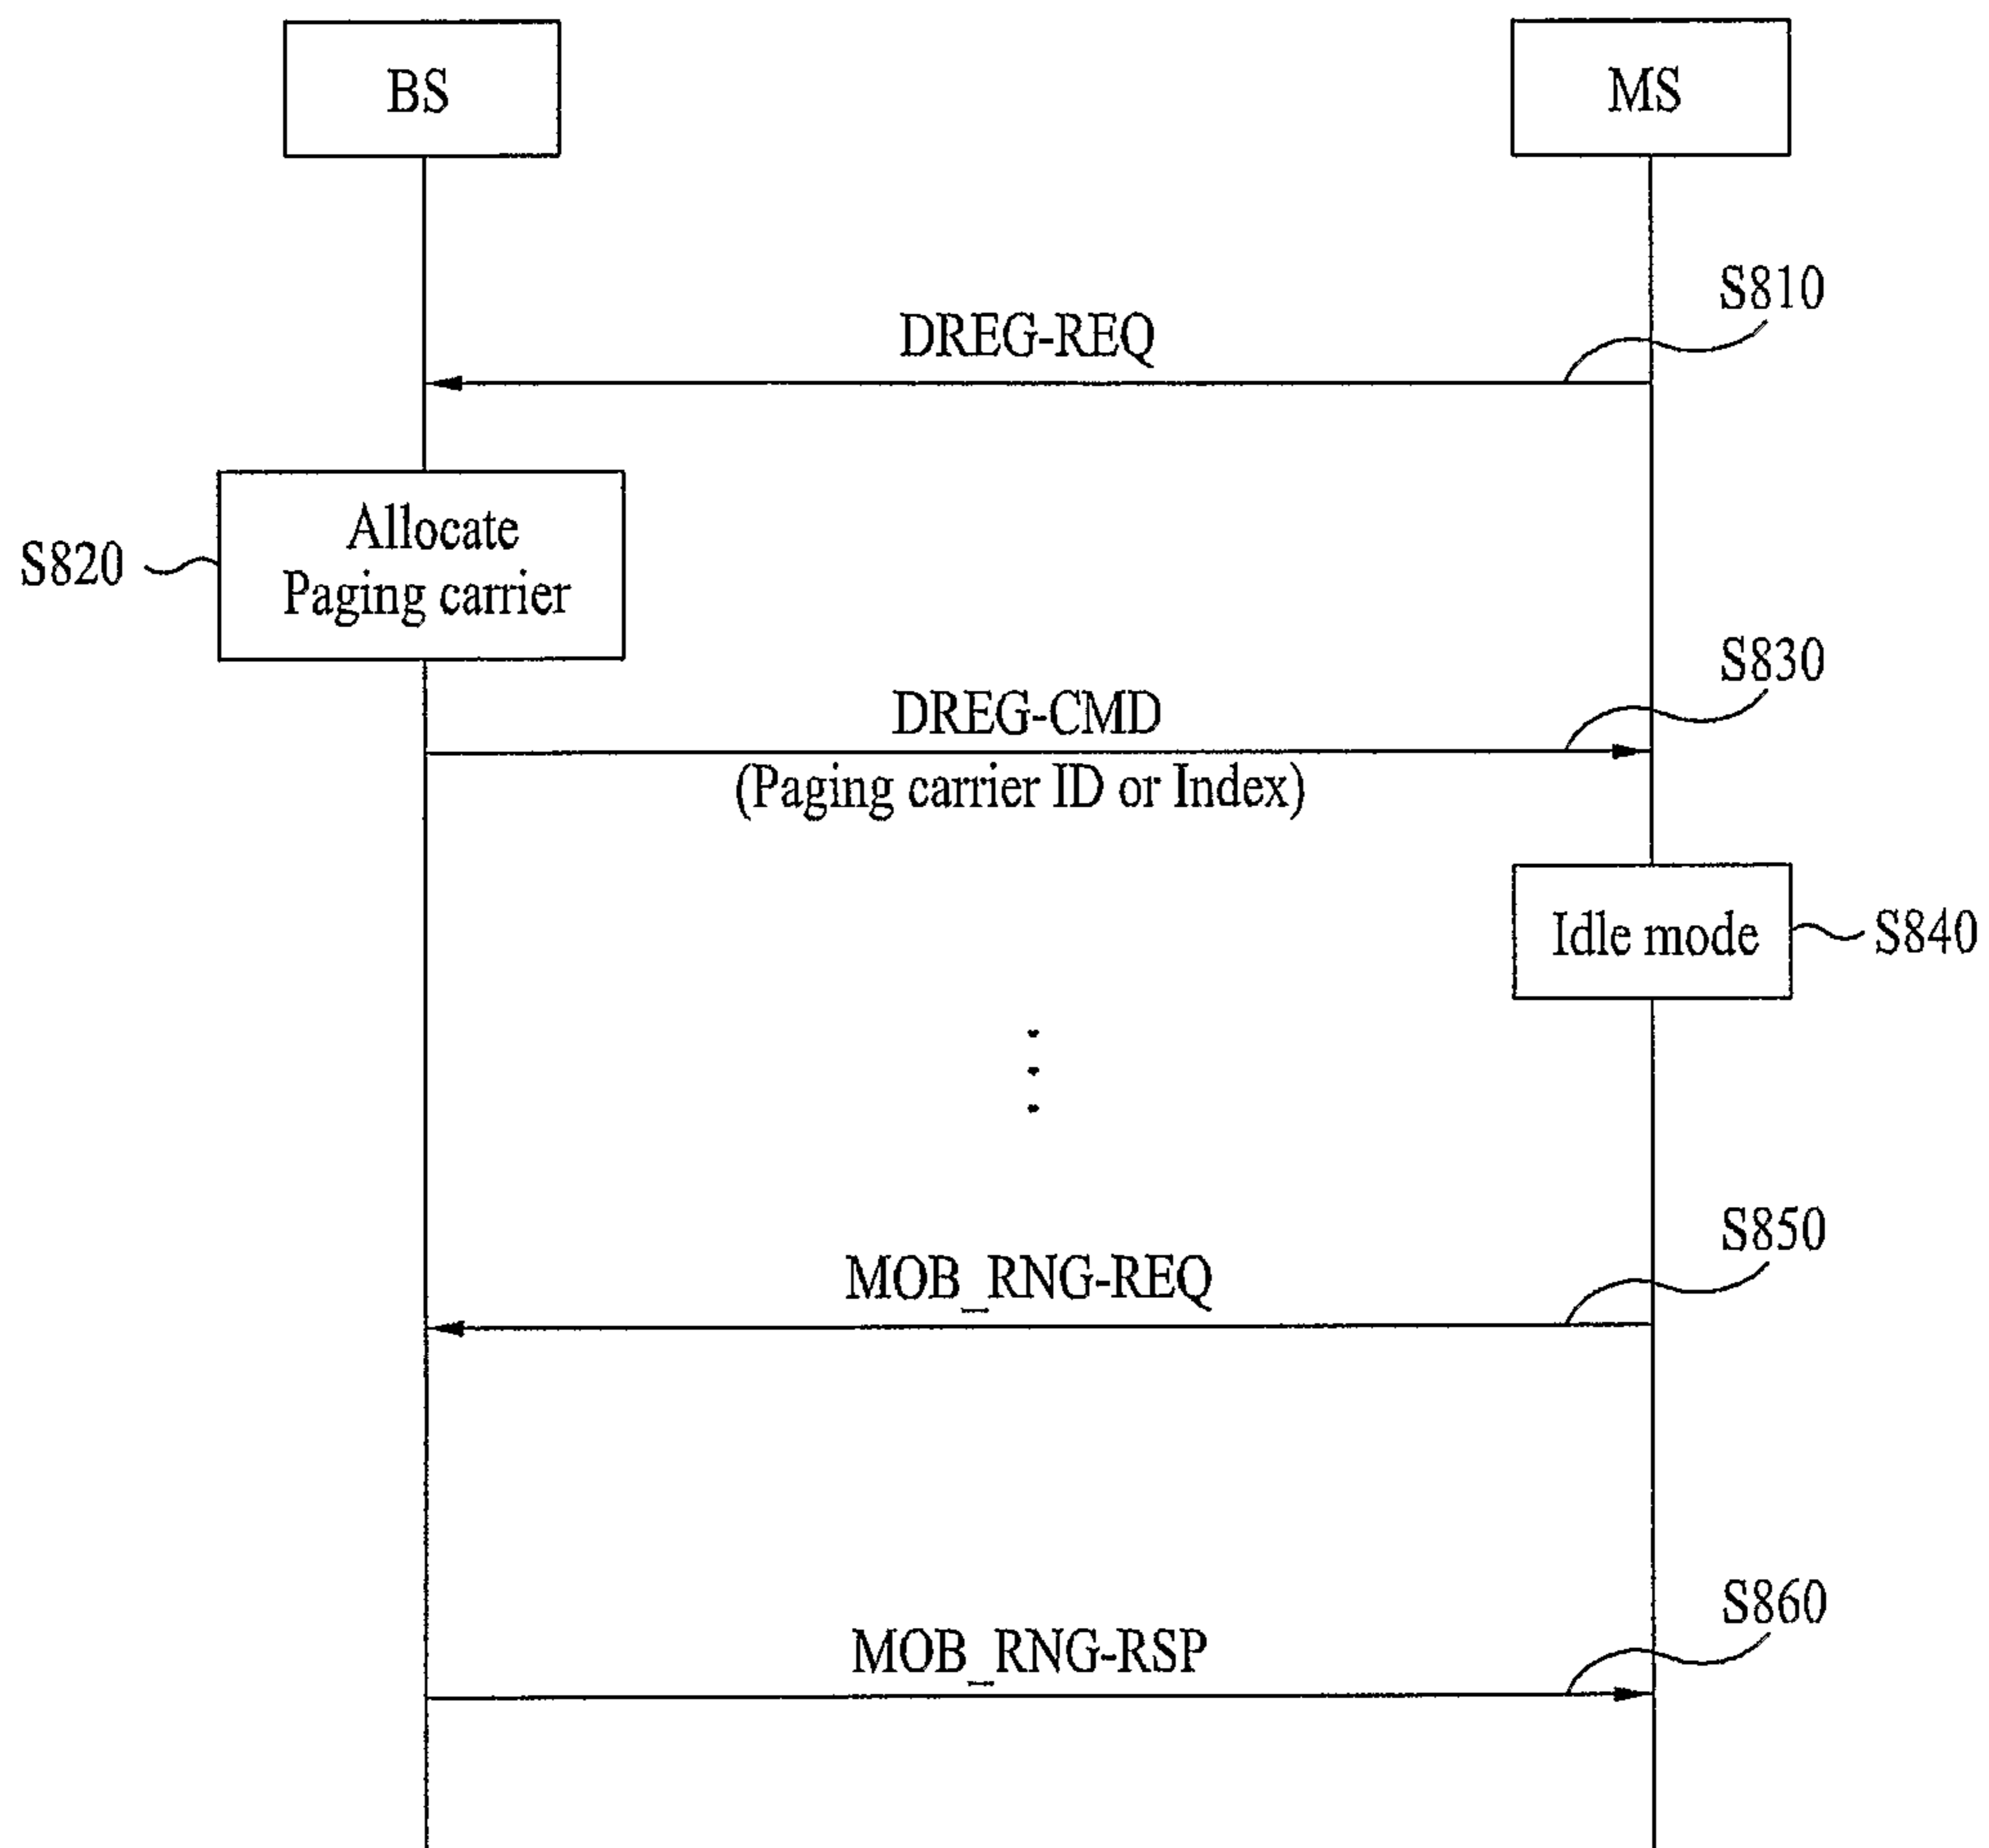 BS
MS
S810
DREG-REQ
Allocate
Paging carrier
S820
S830
DREG-CMD
(Paging carrier ID or Index)
Idle mode
S840
S850
MOB_RNG-REQ
S860
MOB_RNG-RSP